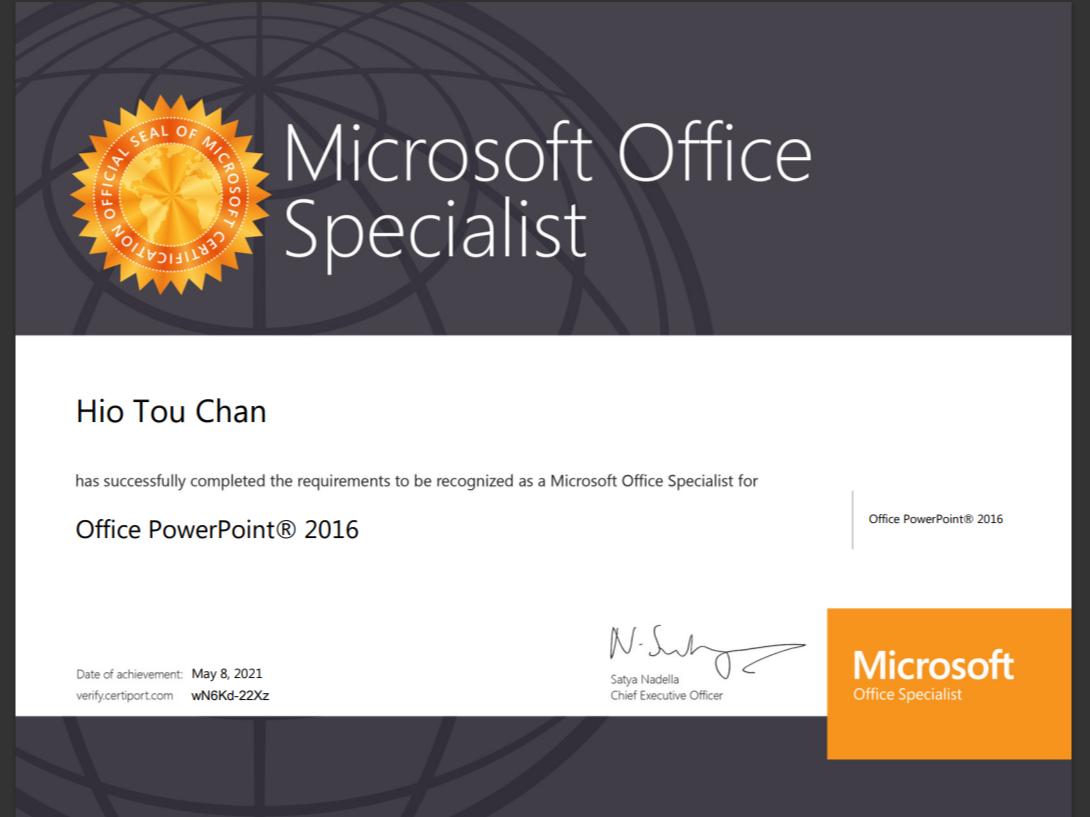 OFFICIAL SEAL OF MICROSOFT CERTIFICATION
Microsoft Office
Specialist
Hio Tou Chan
has successfully completed the requirements to be recognized as a Microsoft Office Specialist for
Office PowerPoint® 2016
Office PowerPoint® 2016
Date of achievement: May 8, 2021
verify.certiport.com wN6Kd-22Xz
N-Satya
Satya Nadella
Chief Executive Officer
Microsoft
Office Specialist